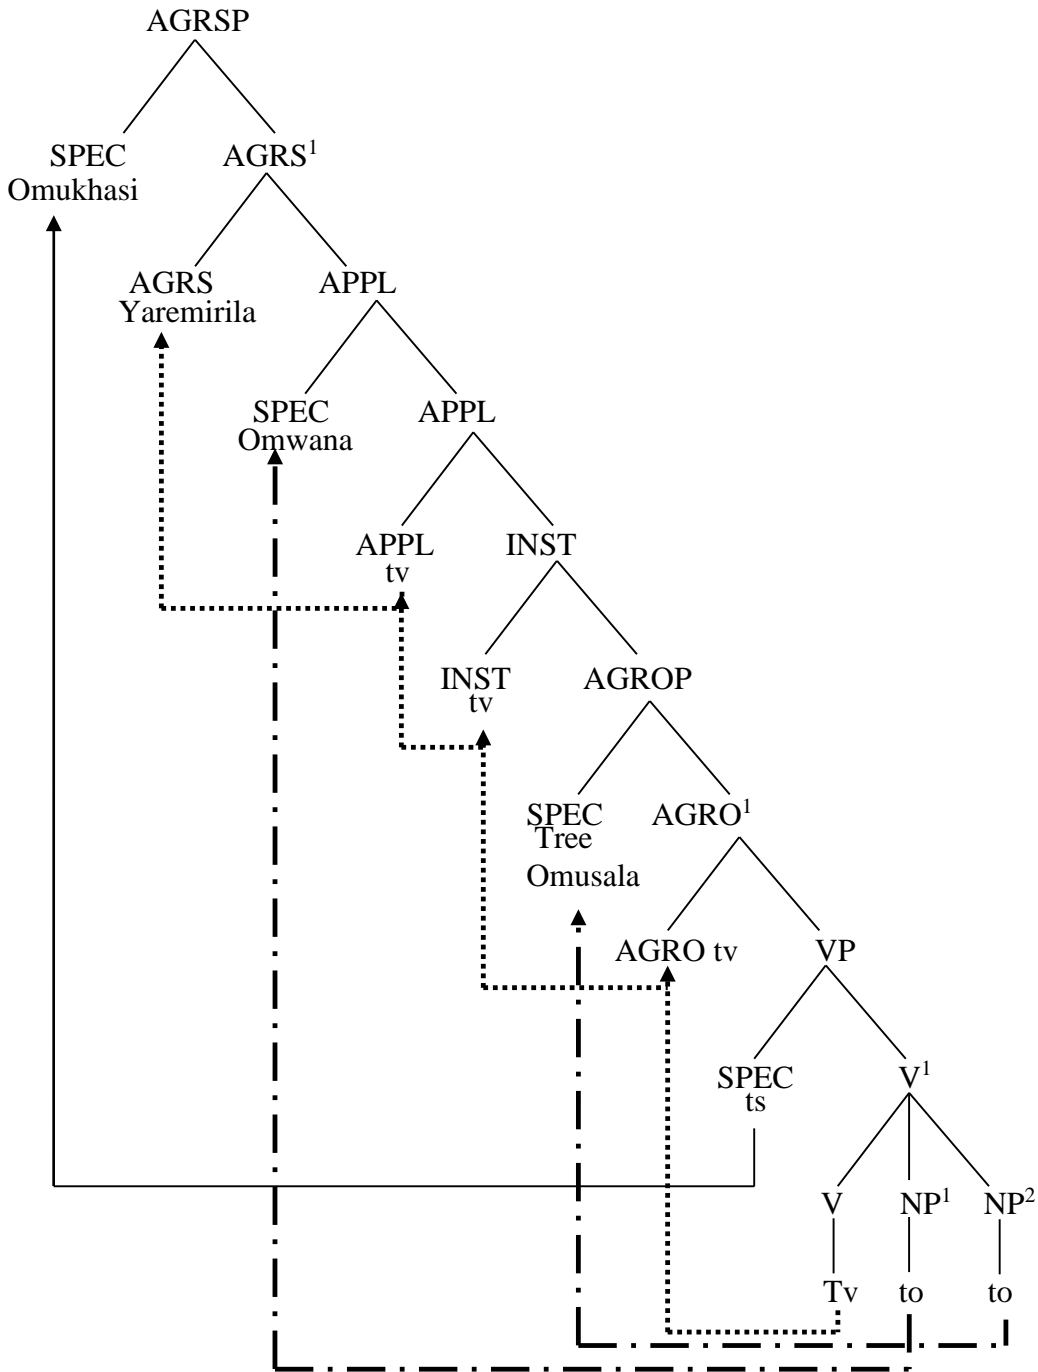 AGRSP
SPEC AGRS¹
Omukhasi
AGRS APPL
Yaremirila
SPEC APPL
Omwana
APPL INST
tv
INST AGROP
tv
SPEC AGRO¹
Tree
Omusala
AGRO tv VP
SPEC V¹
ts
V NP¹ NP²
Tv to to